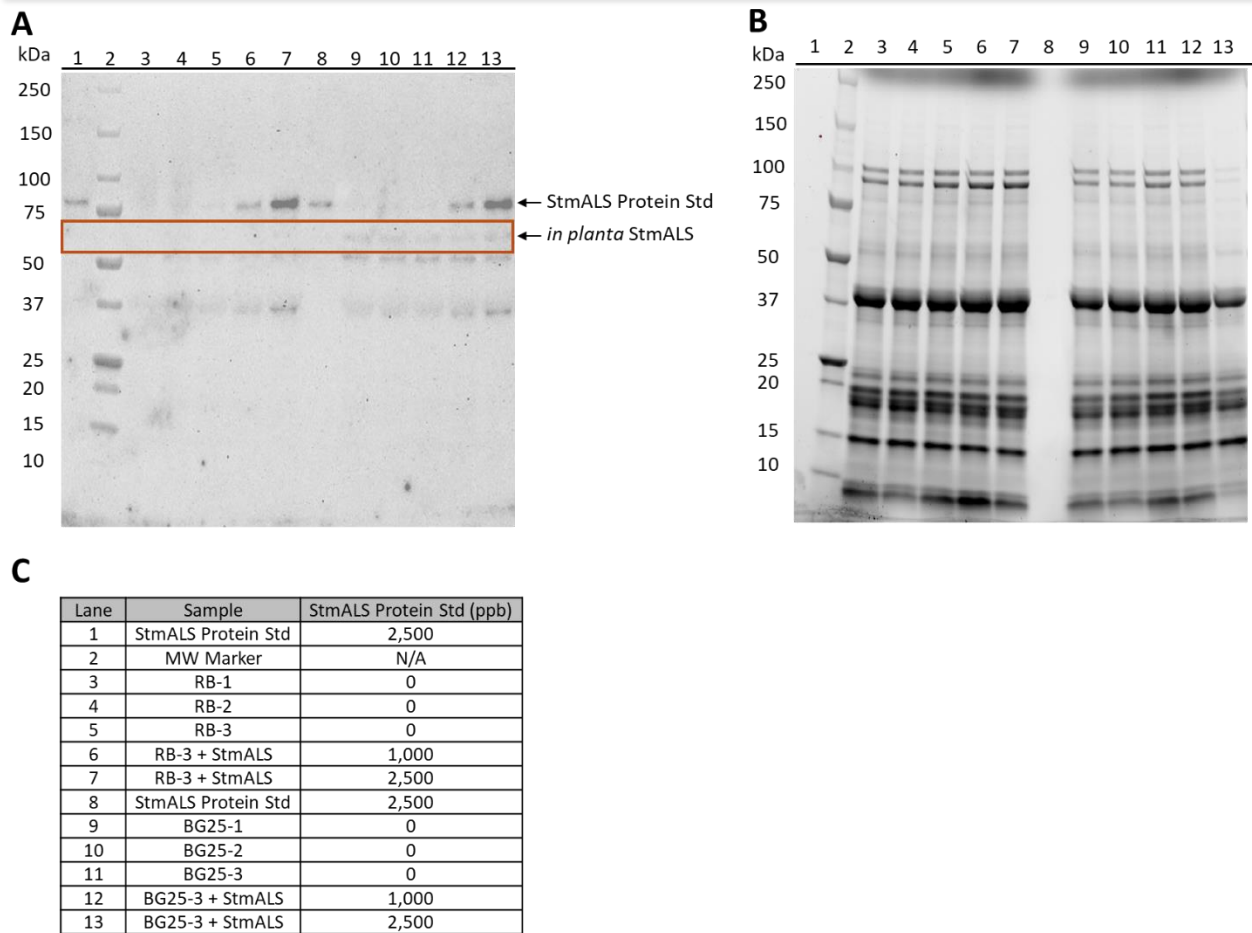 A
kDa
1 2 3 4 5 6 7 8 9 10 11 12 13
250
150
100
75
50
37
25
20
15
10
StmALS Protein Std
in planta StmALS
B
kDa
1 2 3 4 5 6 7 8 9 10 11 12 13
250
150
100
75
50
37
25
20
15
10
C
Lane Sample StmALS Protein Std (ppb)
1 StmALS Protein Std 2,500
2 MW Marker N/A
3 RB-1 0
4 RB-2 0
5 RB-3 0
6 RB-3 + StmALS 1,000
7 RB-3 + StmALS 2,500
8 StmALS Protein Std 2,500
9 BG25-1 0
10 BG25-2 0
11 BG25-3 0
12 BG25-3 + StmALS 1,000
13 BG25-3 + StmALS 2,500